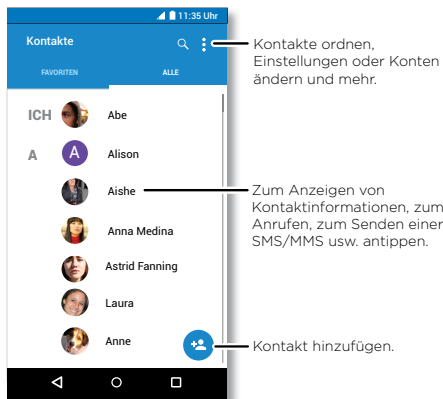 11:35 Uhr
Kontakte
FAVORITEN
ALLE
ICH
Abe
A
A
Alison
Aishe
Anna Medina
Astrid Fanning
Laura
Anne
Kontakte ordnen,
Einstellungen oder Konten
ändern und mehr.
Zum Anzeigen von
Kontaktinformationen, zum
Anrufen, zum Senden einer
SMS/MMS usw. antippen.
Kontakt hinzufügen.